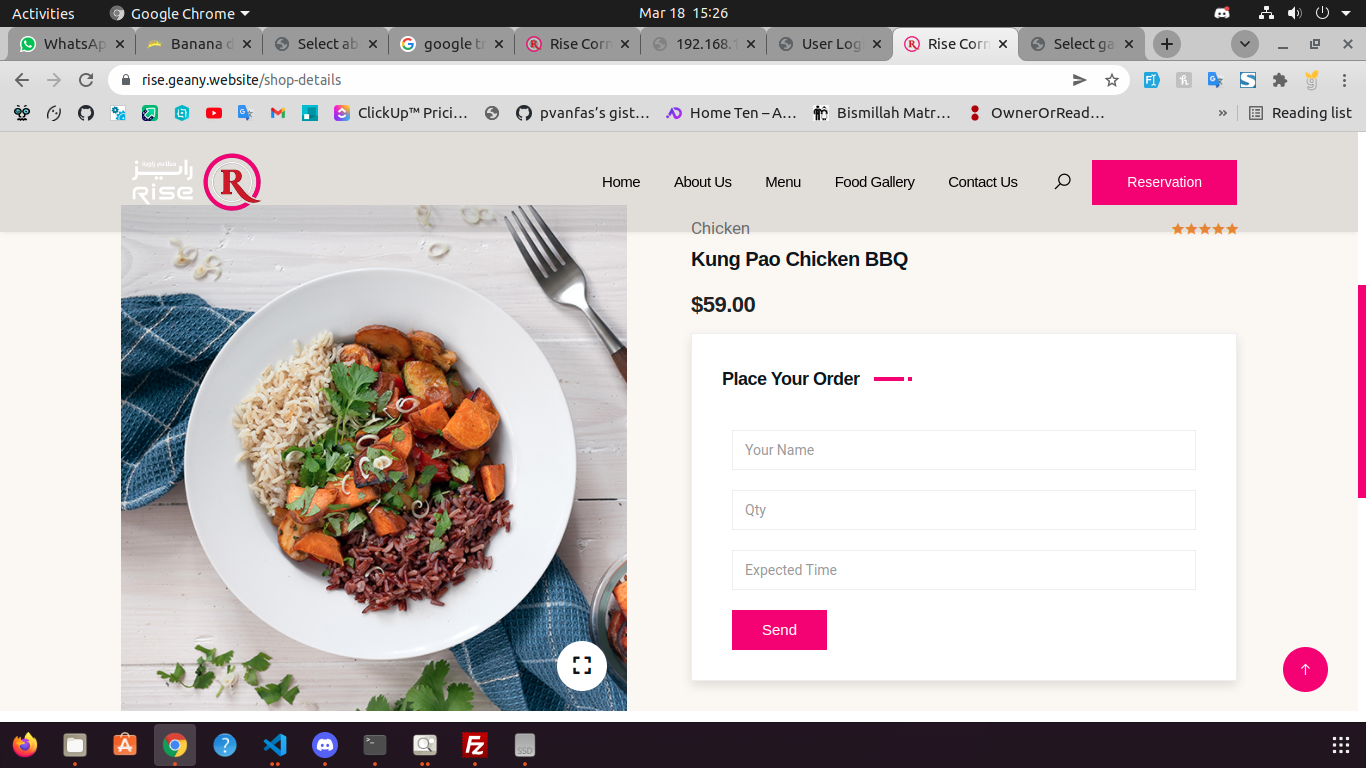 Activities Google Chrome Mar 18 15:26
WhatsAp Banana d Select ab google tr Rise Corn 192.168.1 User Log Rise Corn Select ga
rise.geany.website/shop-details
ClickUp™ Prici… pvanfas’s gist… Home Ten – A… Bismillah Matr… OwnerOrRead… » Reading list
رايز
Rise R
Home About Us Menu Food Gallery Contact Us Reservation
Chicken
Kung Pao Chicken BBQ
$59.00
Place Your Order
Your Name
Qty
Expected Time
Send